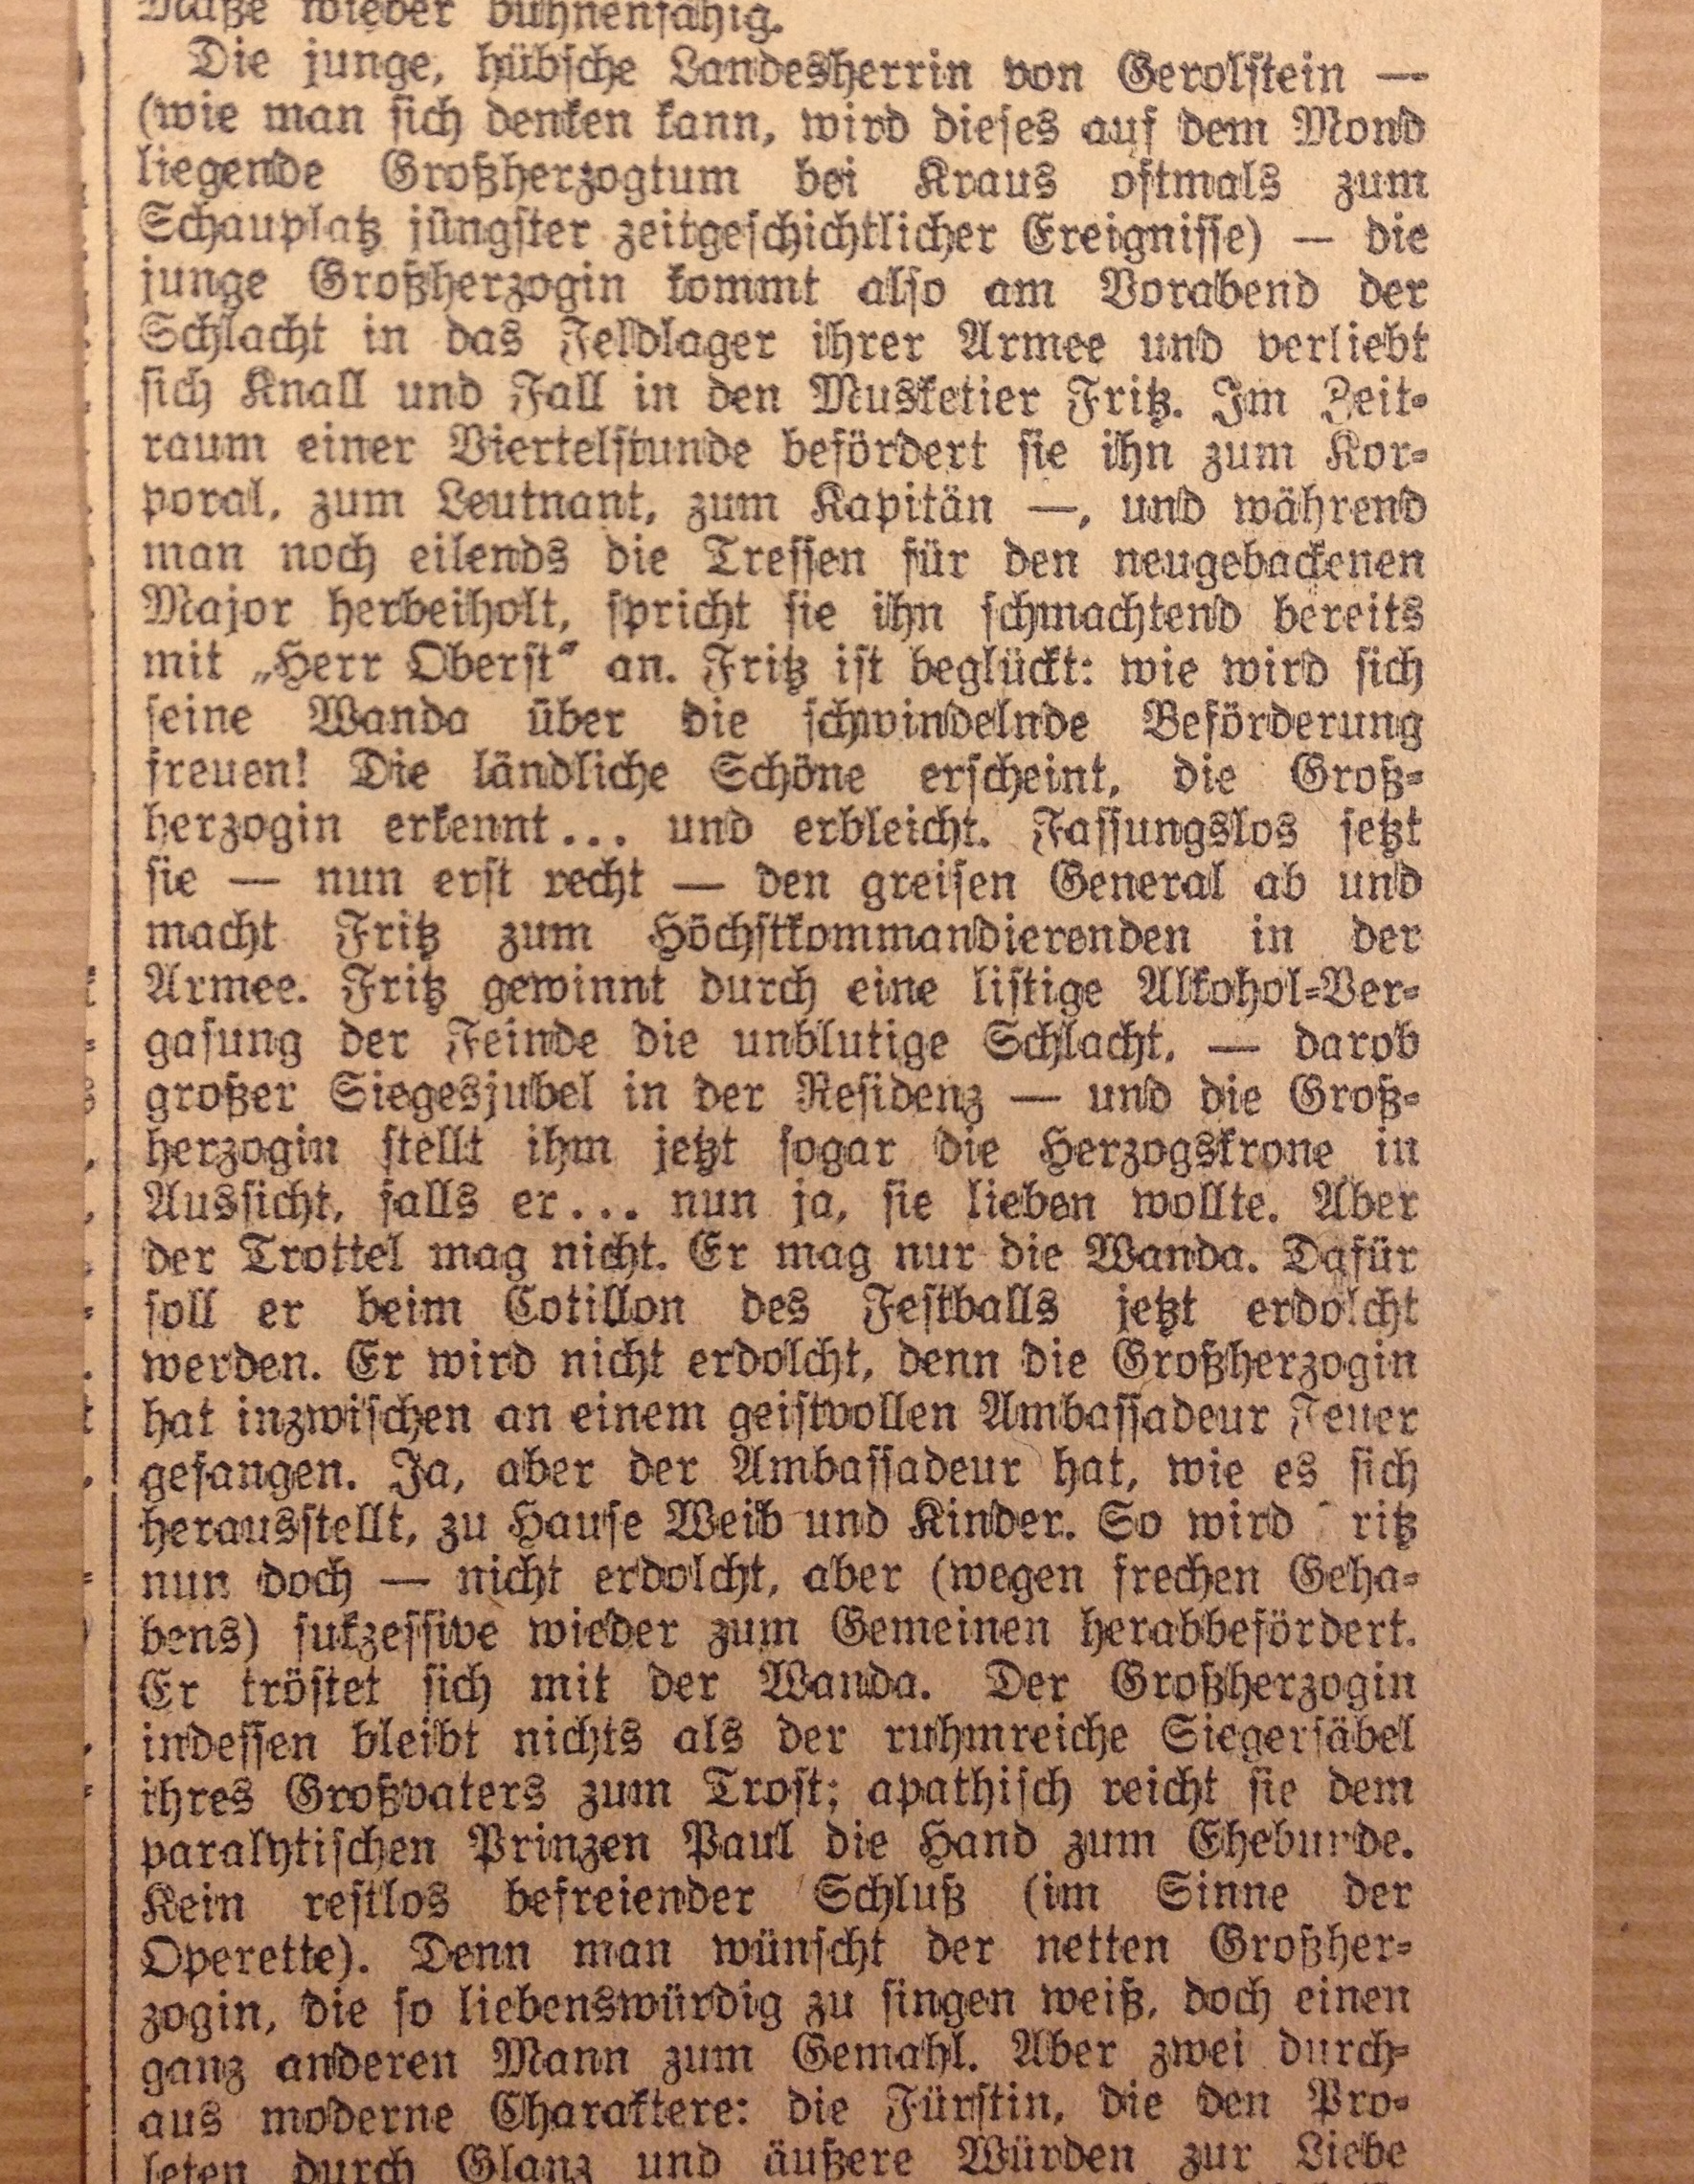 Maße wieder bühnenfähig.
Die junge, hübsche Landesherrin von Gerolstein —
(wie man sich denken kann, wird dieses auf dem Mond
liegende Großherzogtum bei Kraus oftmals zum
Schauplatz jüngster zeitgeschichtlicher Ereignisse) — die
junge Großherzogin kommt also am Vorabend der
Schlacht in das Feldlager ihrer Armee und verliebt
sich Knall und Fall in den Musketier Fritz. Im Zeit-
raum einer Viertelstunde befördert sie ihn zum Kor-
poral, zum Leutnant, zum Kapitän —, und während
man noch eilends die Tressen für den neugebackenen
Major herbeiholt, spricht sie ihn schmachtend bereits
mit „Herr Oberst“ an. Fritz ist beglückt: wie wird sich
seine Wanda über die schwindelnde Beförderung
freuen! Die ländliche Schöne erscheint, die Groß-
herzogin erkennt... und erbleicht. Fassungslos setzt
sie — nun erst recht — den greisen General ab und
macht Fritz zum Höchstkommandierenden in der
Armee. Fritz gewinnt durch eine listige Alkohol-Ver-
gasung der Feinde die unblutige Schlacht, — darob
großer Siegesjubel in der Residenz — und die Groß-
herzogin stellt ihm jetzt sogar die Herzogskrone in
Aussicht, falls er... nun ja, sie lieben wollte. Aber
der Trottel mag nicht. Er mag nur die Wanda. Dafür
soll er beim Cotillon des Festballs jetzt erdolcht
werden. Er wird nicht erdolcht, denn die Großherzogin
hat inzwischen an einem geistvollen Ambassadeur Feuer
gefangen. Ja, aber der Ambassadeur hat, wie es sich
herausstellt, zu Hause Weib und Kinder. So wird ritz
nun doch — nicht erdolcht, aber (wegen frechen Geha-
bens) sukzessive wieder zum Gemeinen herabbefördert.
Er tröstet sich mit der Wanda. Der Großherzogin
indessen bleibt nichts als der ruhmreiche Siegersäbel
ihres Großvaters zum Trost; apathisch reicht sie dem
paralytischen Prinzen Paul die Hand zum Ehebunde.
Kein restlos befreiender Schluß (im Sinne der
Operette). Denn man wünscht der netten Großher-
zogin, die so liebenswürdig zu singen weiß, doch einen
ganz anderen Mann zum Gemahl. Aber zwei durch-
aus moderne Charaktere: die Fürstin, die den Pro-
leten durch Glanz und äußere Würden zur Liebe